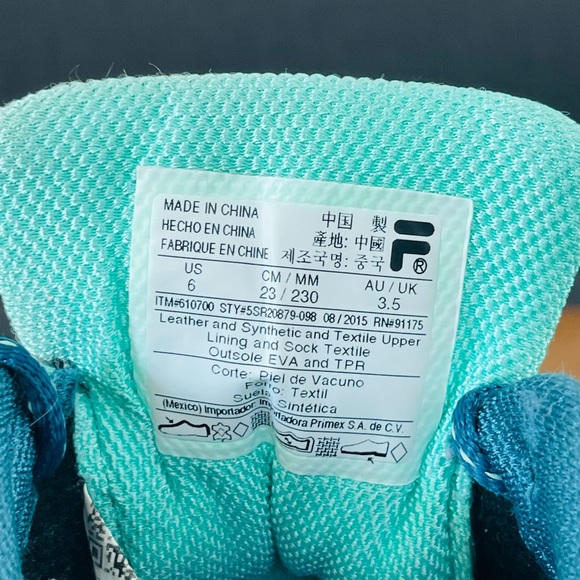 MADE IN CHINA
HECHO EN CHINA
FABRIQUE EN CHINE
中国 製
產地: 中國
제조국명: 중국
F®
US
6
CM / MM
23 / 230
AU / UK
3.5
ITM#610700 STY#5SR20879-098 08/2015 RN#91175
Leather and Synthetic and Textile Upper
Lining and Sock Textile
Outsole EVA and TPR
Corte: Piel de Vacuno
Textil
Sintética
(Mexico) Importador: Primex S.A. de C.V.